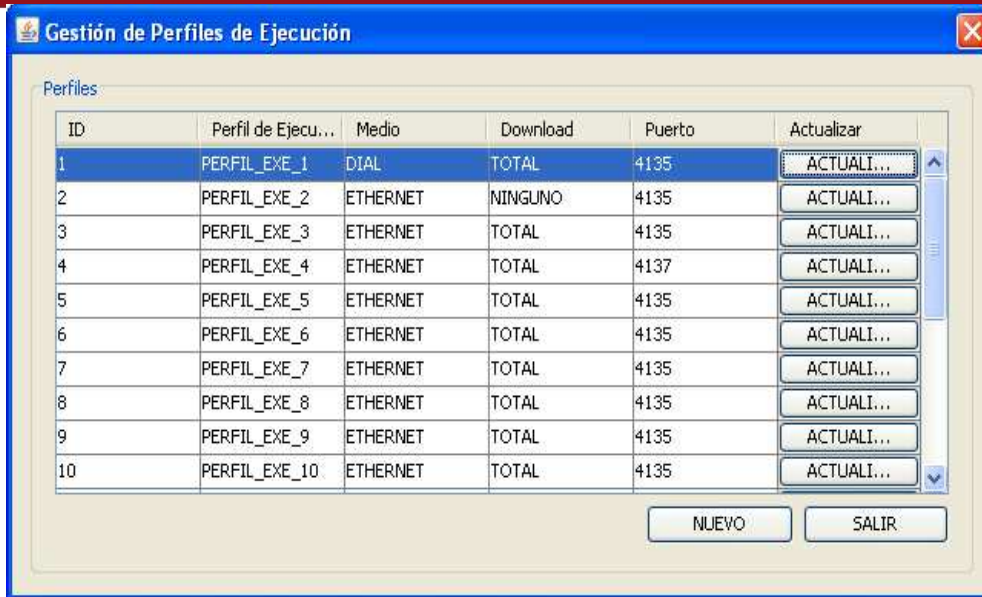 Gestión de Perfiles de Ejecución
Perfiles
ID Perfil de Ejecu... Medio Download Puerto Actualizar
1 PERFIL_EXE_1 DIAL TOTAL 4135 ACTUALI...
2 PERFIL_EXE_2 ETHERNET NINGUNO 4135 ACTUALI...
3 PERFIL_EXE_3 ETHERNET TOTAL 4135 ACTUALI...
4 PERFIL_EXE_4 ETHERNET TOTAL 4137 ACTUALI...
5 PERFIL_EXE_5 ETHERNET TOTAL 4135 ACTUALI...
6 PERFIL_EXE_6 ETHERNET TOTAL 4135 ACTUALI...
7 PERFIL_EXE_7 ETHERNET TOTAL 4135 ACTUALI...
8 PERFIL_EXE_8 ETHERNET TOTAL 4135 ACTUALI...
9 PERFIL_EXE_9 ETHERNET TOTAL 4135 ACTUALI...
10 PERFIL_EXE_10 ETHERNET TOTAL 4135 ACTUALI...
NUEVO SALIR